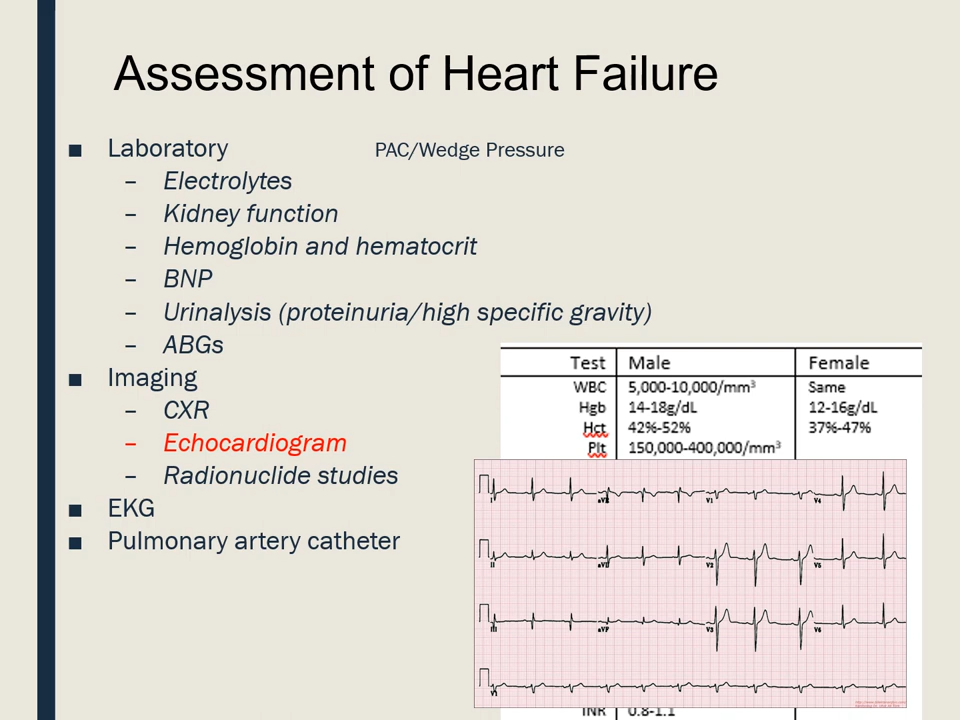 Assessment of Heart Failure
■ Laboratory PAC/Wedge Pressure
– Electrolytes
– Kidney function
– Hemoglobin and hematocrit
– BNP
– Urinalysis (proteinuria/high specific gravity)
– ABGs
■ Imaging
– CXR
– Echocardiogram
– Radionuclide studies
■ EKG
■ Pulmonary artery catheter
Test Male Female
WBC 5,000-10,000/mm³ Same
Hgb 14-18g/dL 12-16g/dL
Hct 42%-52% 37%-47%
Plt 150,000-400,000/mm³
I aVR V1 V4
II aVL V2 V5
III aVF V3 V6
V1
INR 0.8-1.1